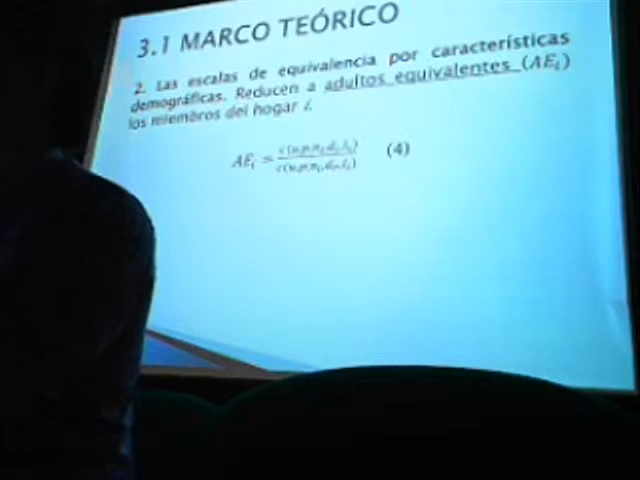 3.1 MARCO TEÓRICO
2. Las escalas de equivalencia por características
demográficas. Reducen a adultos equivalentes (AEᵢ)
los miembros del hogar i.
AEᵢ = (4)